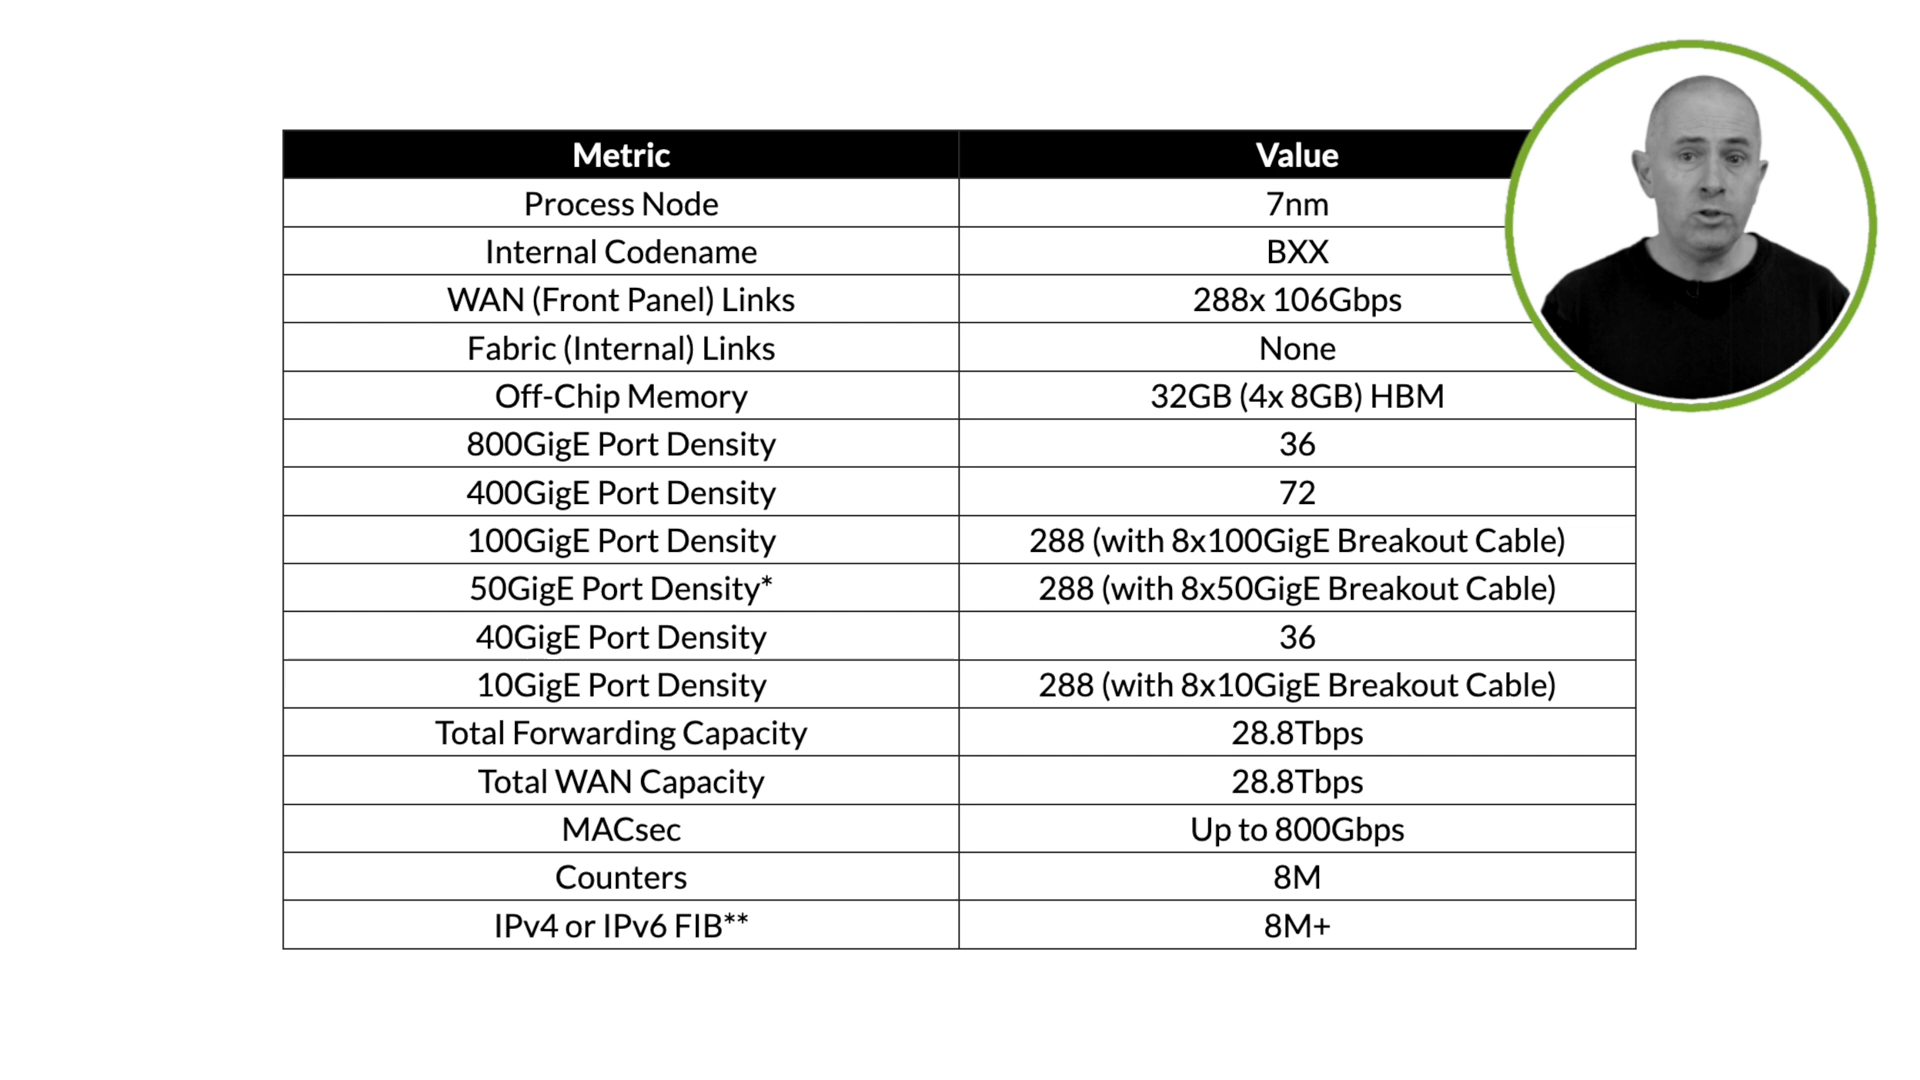 Metric Value
Process Node 7nm
Internal Codename BXX
WAN (Front Panel) Links 288x 106Gbps
Fabric (Internal) Links None
Off-Chip Memory 32GB (4x 8GB) HBM
800GigE Port Density 36
400GigE Port Density 72
100GigE Port Density 288 (with 8x100GigE Breakout Cable)
50GigE Port Density* 288 (with 8x50GigE Breakout Cable)
40GigE Port Density 36
10GigE Port Density 288 (with 8x10GigE Breakout Cable)
Total Forwarding Capacity 28.8Tbps
Total WAN Capacity 28.8Tbps
MACsec Up to 800Gbps
Counters 8M
IPv4 or IPv6 FIB** 8M+